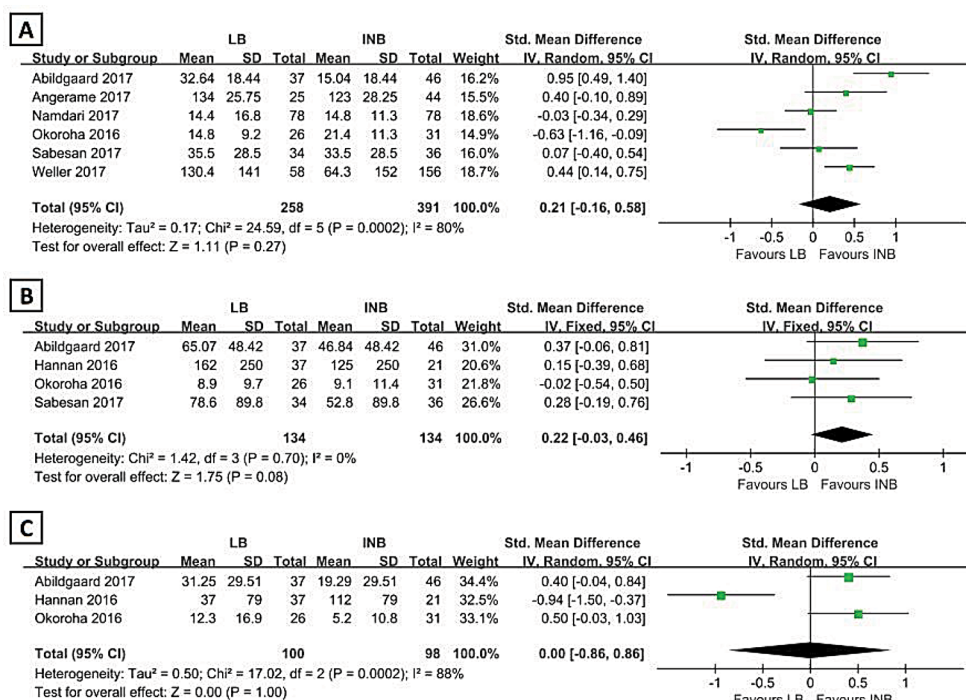 A
LB INB Std. Mean Difference Std. Mean Difference
Study or Subgroup Mean SD Total Mean SD Total Weight IV, Random, 95% CI IV, Random, 95% CI
Abildgaard 2017 32.64 18.44 37 15.04 18.44 46 16.2% 0.95 [0.49, 1.40]
Angerame 2017 134 25.75 25 123 28.25 44 15.5% 0.40 [-0.10, 0.89]
Namdari 2017 14.4 16.8 78 14.8 11.3 78 18.6% -0.03 [-0.34, 0.29]
Okoroha 2016 14.8 9.2 26 21.4 11.3 31 14.9% -0.63 [-1.16, -0.09]
Sabesan 2017 35.5 28.5 34 33.5 28.5 36 16.0% 0.07 [-0.40, 0.54]
Weller 2017 130.4 141 58 64.3 152 156 18.7% 0.44 [0.14, 0.75]
Total (95% CI) 258 391 100.0% 0.21 [-0.16, 0.58]
Heterogeneity: Tau² = 0.17; Chi² = 24.59, df = 5 (P = 0.0002); I² = 80%
Test for overall effect: Z = 1.11 (P = 0.27)
-1 -0.5 0 0.5 1
Favours LB Favours INB
B
LB INB Std. Mean Difference Std. Mean Difference
Study or Subgroup Mean SD Total Mean SD Total Weight IV, Fixed, 95% CI IV, Fixed, 95% CI
Abildgaard 2017 65.07 48.42 37 46.84 48.42 46 31.0% 0.37 [-0.06, 0.81]
Hannan 2016 162 250 37 125 250 21 20.6% 0.15 [-0.39, 0.68]
Okoroha 2016 8.9 9.7 26 9.1 11.4 31 21.8% -0.02 [-0.54, 0.50]
Sabesan 2017 78.6 89.8 34 52.8 89.8 36 26.6% 0.28 [-0.19, 0.76]
Total (95% CI) 134 134 100.0% 0.22 [-0.03, 0.46]
Heterogeneity: Chi² = 1.42, df = 3 (P = 0.70); I² = 0%
Test for overall effect: Z = 1.75 (P = 0.08)
-1 -0.5 0 0.5 1
Favours LB Favours INB
C
LB INB Std. Mean Difference Std. Mean Difference
Study or Subgroup Mean SD Total Mean SD Total Weight IV, Random, 95% CI IV, Random, 95% CI
Abildgaard 2017 31.25 29.51 37 19.29 29.51 46 34.4% 0.40 [-0.04, 0.84]
Hannan 2016 37 79 37 112 79 21 32.5% -0.94 [-1.50, -0.37]
Okoroha 2016 12.3 16.9 26 5.2 10.8 31 33.1% 0.50 [-0.03, 1.03]
Total (95% CI) 100 98 100.0% 0.00 [-0.86, 0.86]
Heterogeneity: Tau² = 0.50; Chi² = 17.02, df = 2 (P = 0.0002); I² = 88%
Test for overall effect: Z = 0.00 (P = 1.00)
-1 -0.5 0 0.5 1
Favours LB Favours INB